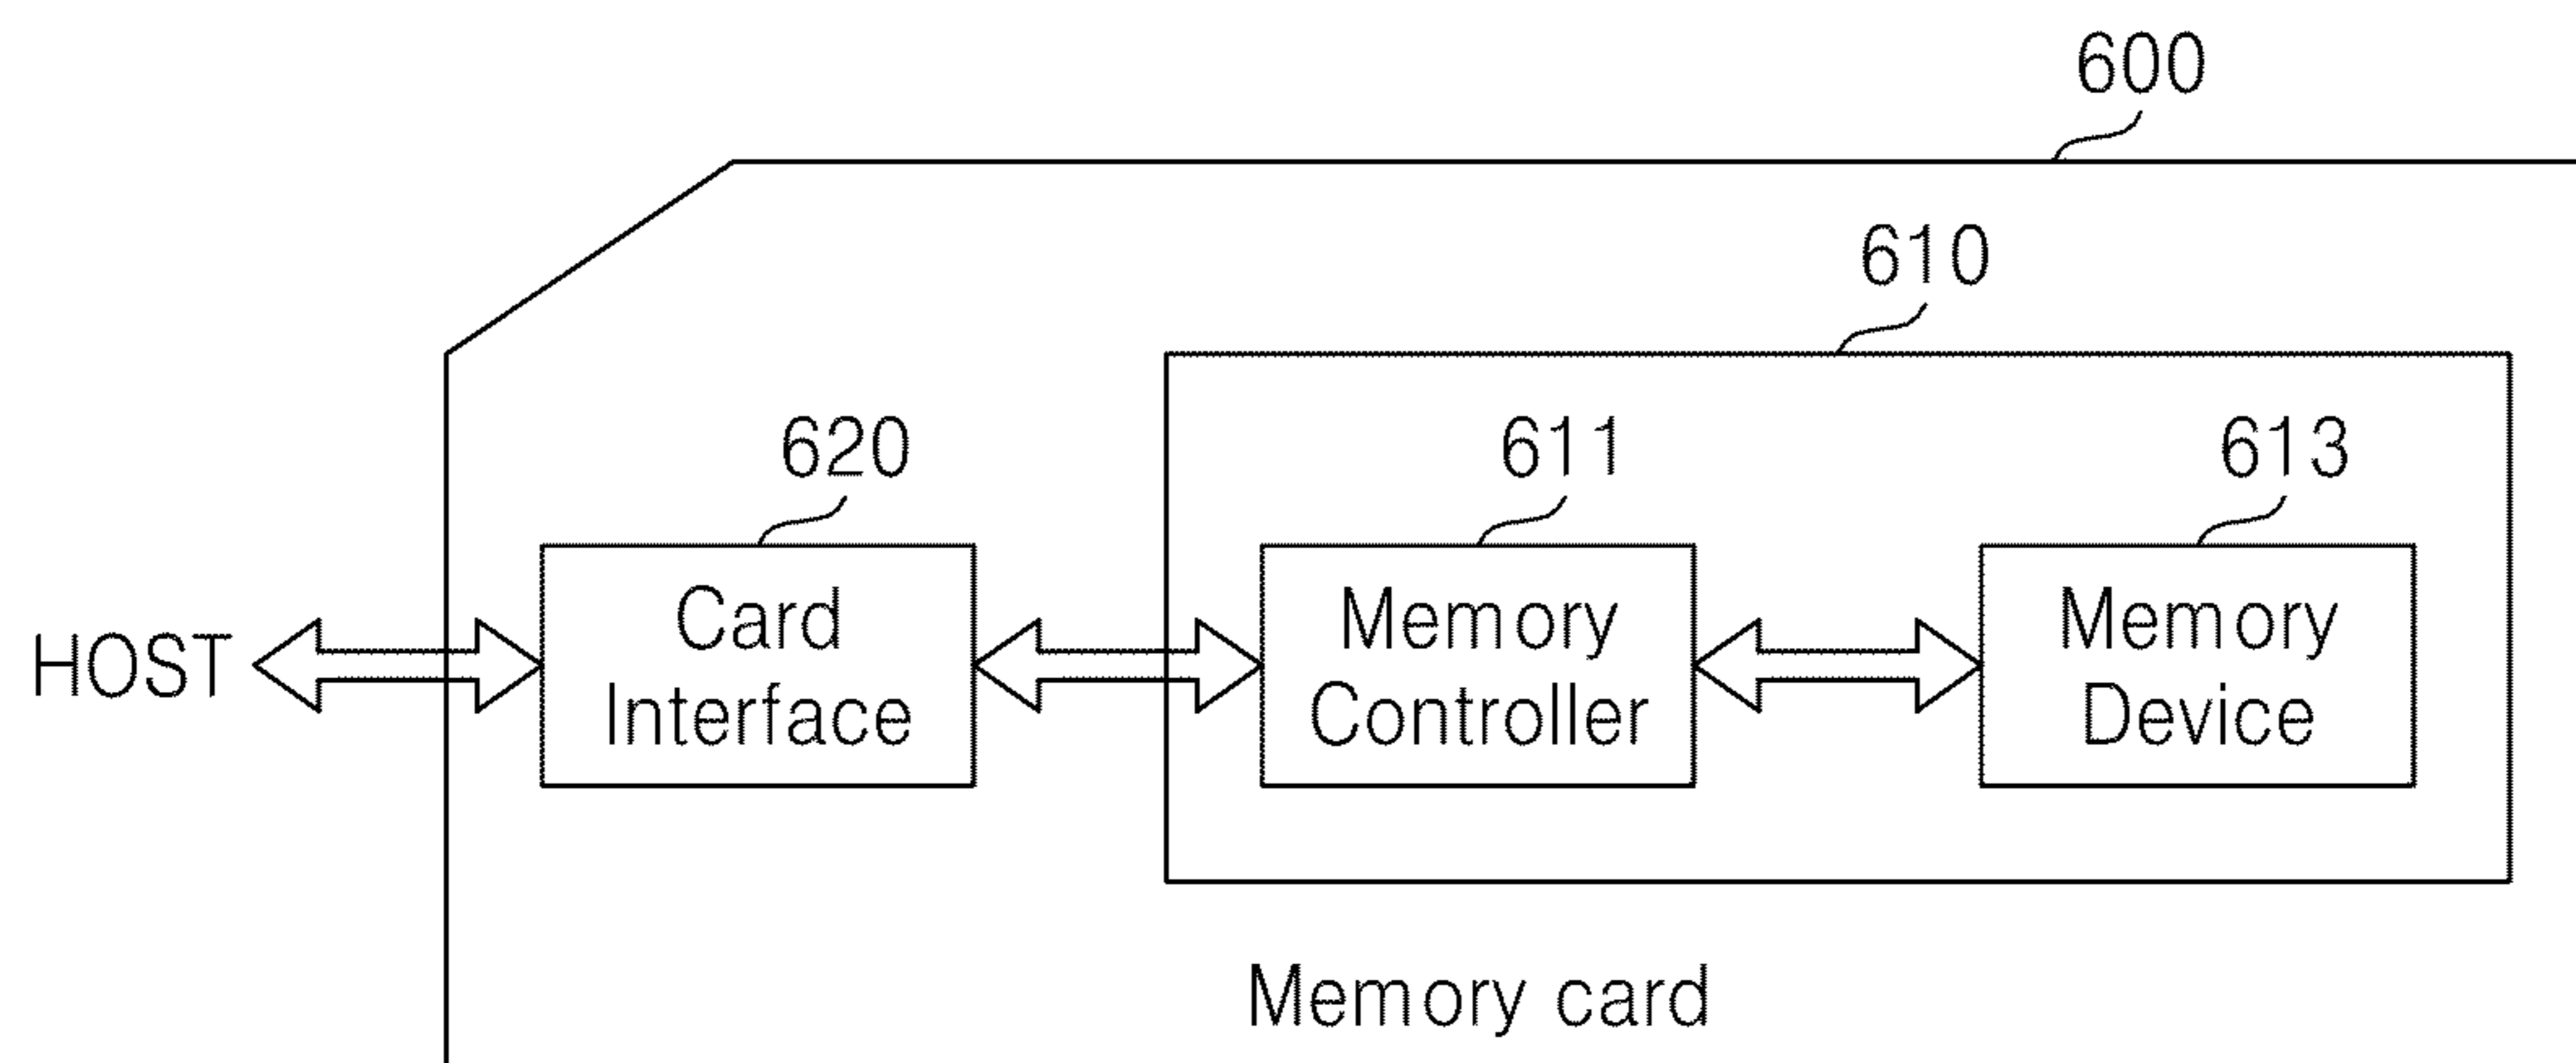 600
610
620
611
613
HOST
Card
Interface
Memory
Controller
Memory
Device
Memory card